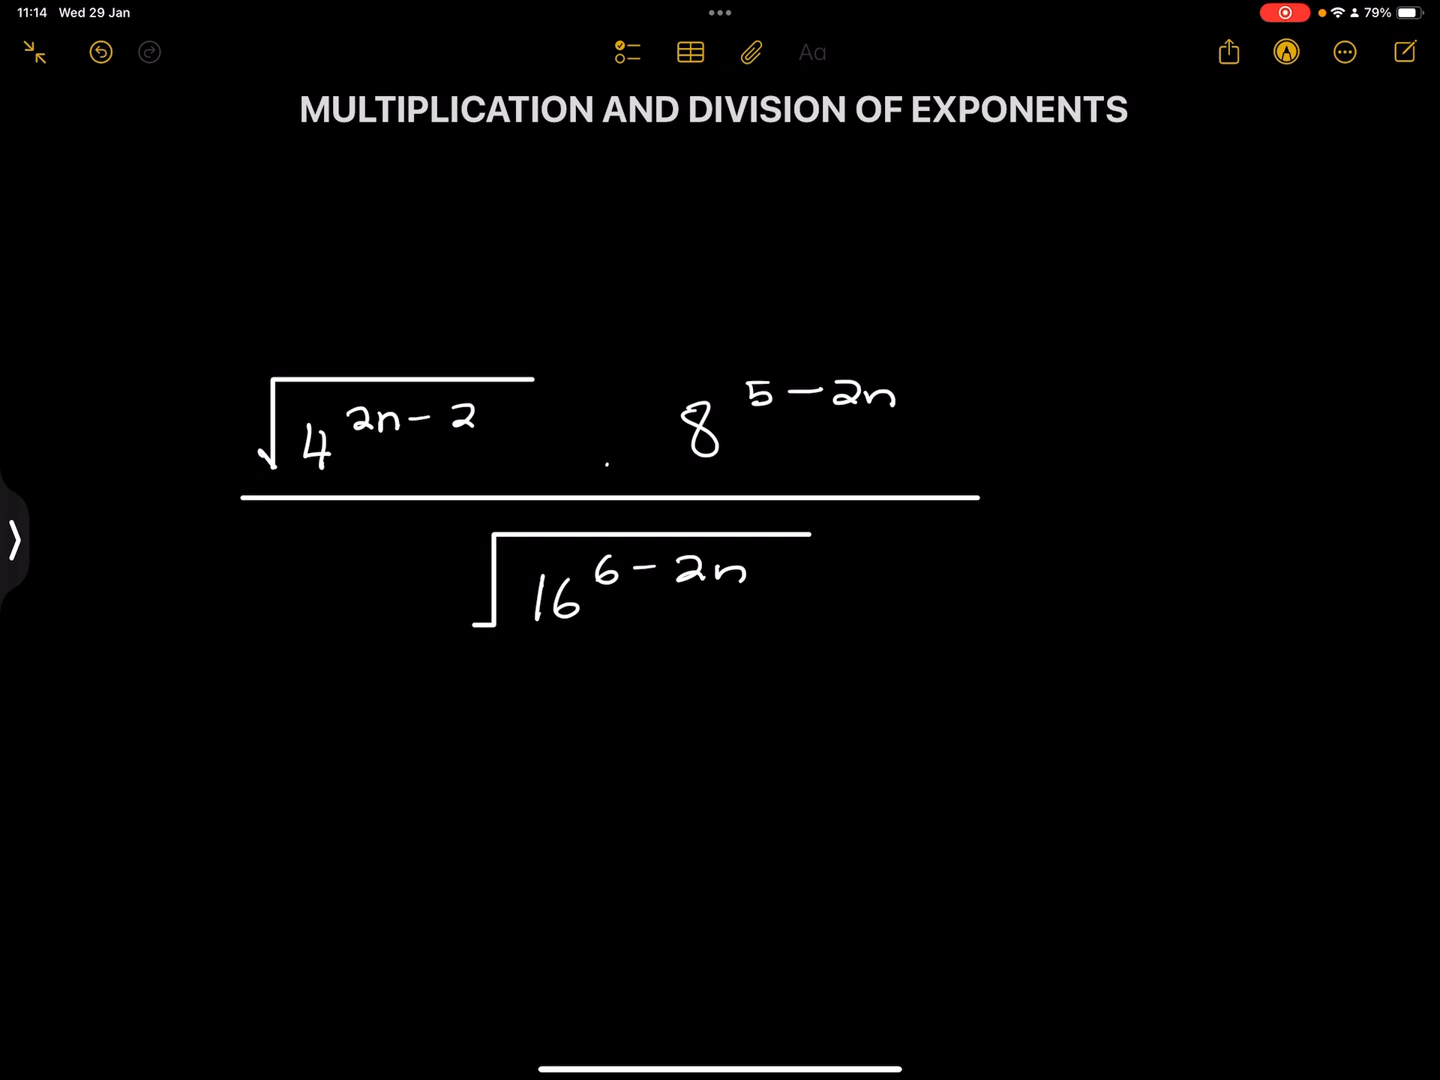 11:14 Wed 29 Jan 79%
Aa
MULTIPLICATION AND DIVISION OF EXPONENTS
√4^(2n-2) . 8^(5-2n)
√16^(6-2n)